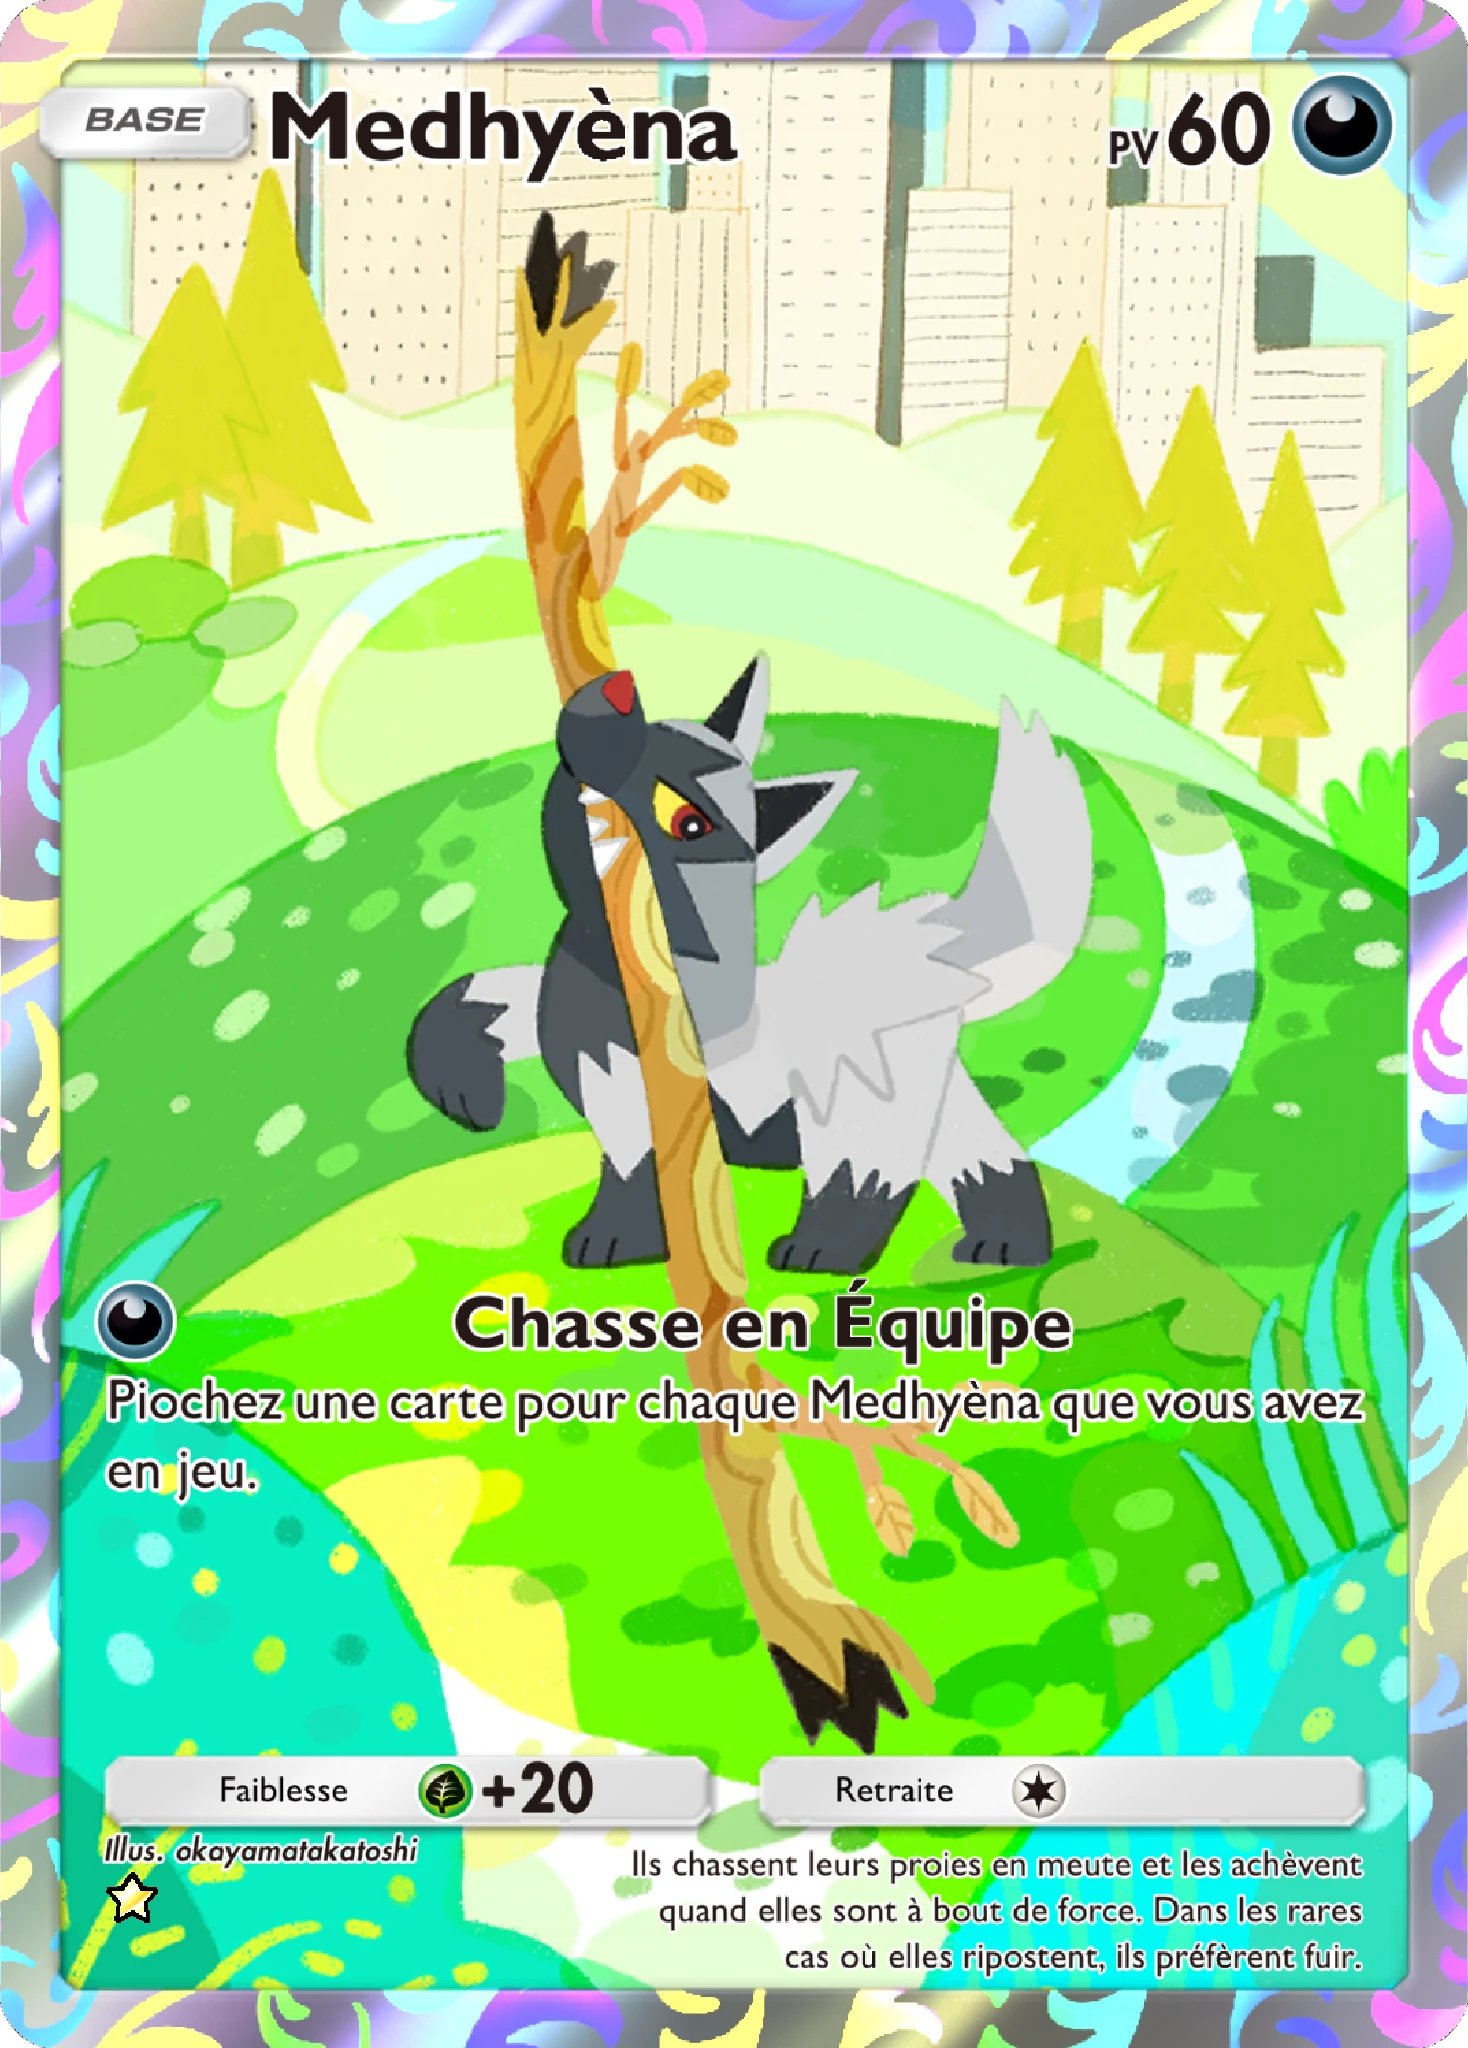 BASE Medhyèna PV 60
Chasse en Équipe
Piochez une carte pour chaque Medhyèna que vous avez
en jeu.
Faiblesse +20 Retraite
Illus. okayamatakatoshi
Ils chassent leurs proies en meute et les achèvent
quand elles sont à bout de force. Dans les rares
cas où elles ripostent, ils préfèrent fuir.